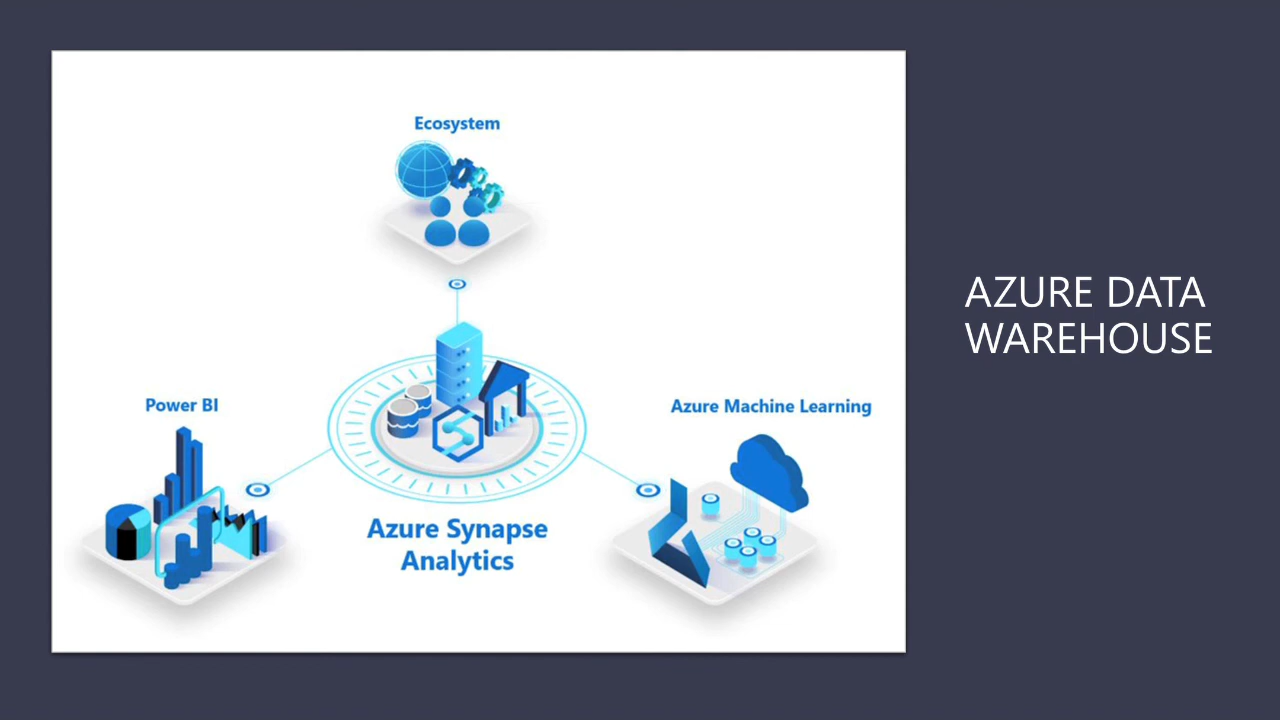 Ecosystem
Power BI
Azure Machine Learning
Azure Synapse
Analytics
AZURE DATA
WAREHOUSE